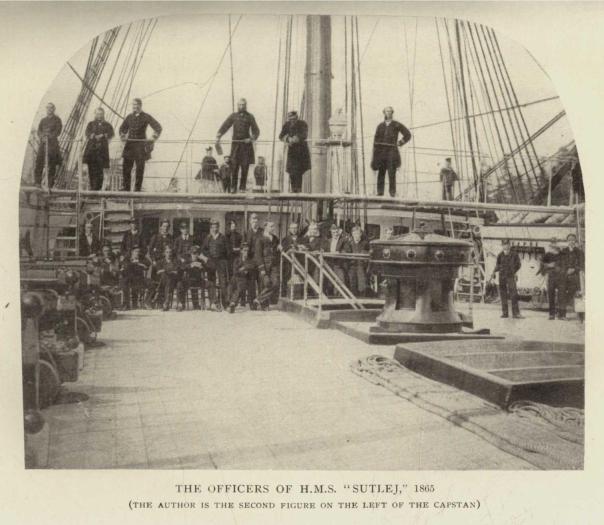 THE OFFICERS OF H.M.S. "SUTLEJ," 1865
(THE AUTHOR IS THE SECOND FIGURE ON THE LEFT OF THE CAPSTAN)